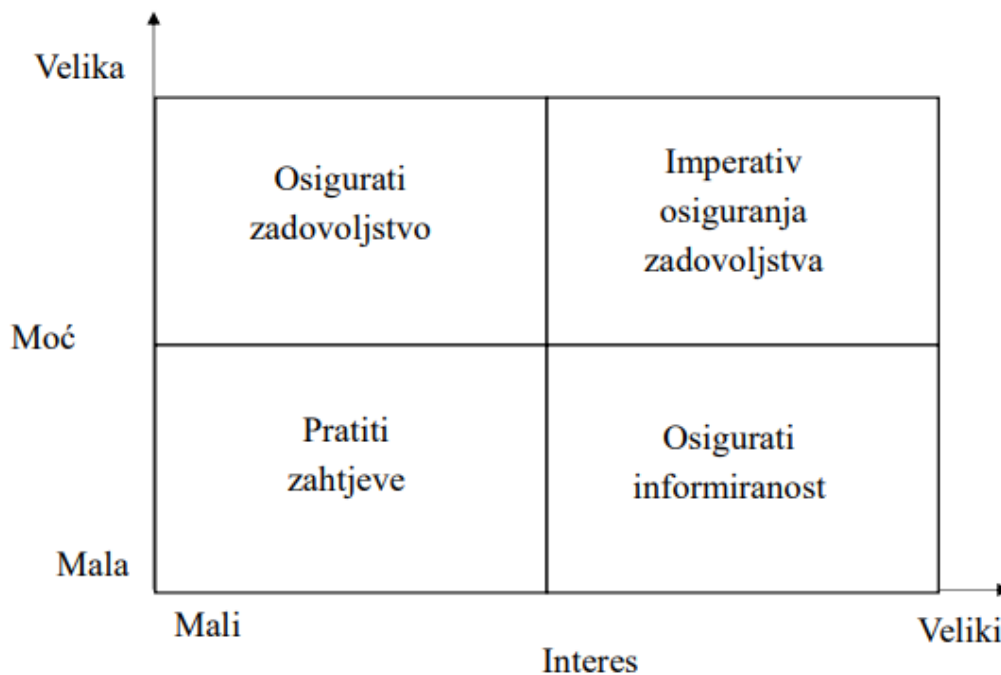 Velika
Osigurati
zadovoljstvo
Imperativ
osiguranja
zadovoljstva
Moć
Pratiti
zahtjeve
Osigurati
informiranost
Mala
Mali
Veliki
Interes